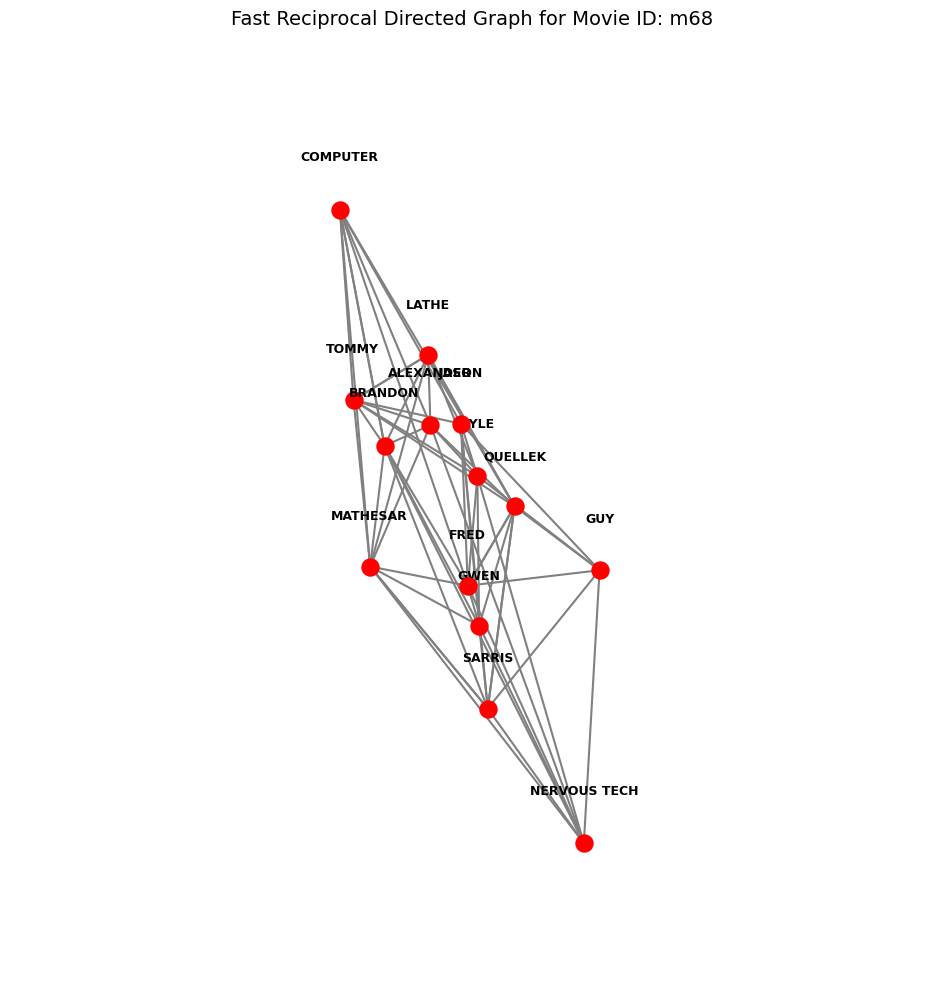 Fast Reciprocal Directed Graph for Movie ID: m68
COMPUTER
LATHE
TOMMY
ALEXANDER
JASON
BRANDON
YLE
QUELLEK
MATHESAR
GUY
FRED
GWEN
SARRIS
NERVOUS TECH